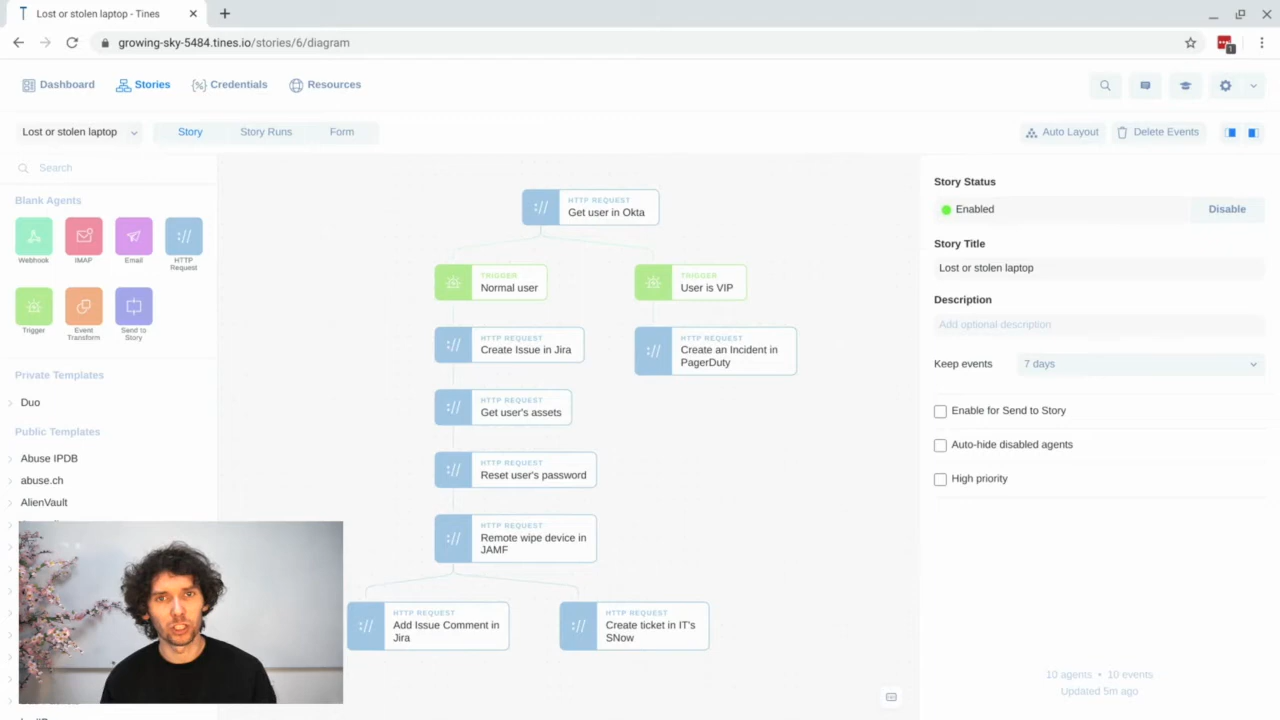 Lost or stolen laptop - Tines
growing-sky-5484.tines.io/stories/6/diagram
1
Dashboard
Stories
Credentials
Resources
Lost or stolen laptop
Story
Story Runs
Form
Auto Layout
Delete Events
Search
Blank Agents
Webhook
IMAP
Email
HTTP
Request
Trigger
Event
Transform
Send to
Story
Private Templates
Duo
Public Templates
Abuse IPDB
abuse.ch
AlienVault
HTTP REQUEST
Get user in Okta
TRIGGER
Normal user
TRIGGER
User is VIP
HTTP REQUEST
Create Issue in Jira
HTTP REQUEST
Create an Incident in
PagerDuty
HTTP REQUEST
Get user's assets
HTTP REQUEST
Reset user's password
HTTP REQUEST
Remote wipe device in
JAMF
HTTP REQUEST
Add Issue Comment in
Jira
HTTP REQUEST
Create ticket in IT's
SNow
Story Status
Enabled
Disable
Story Title
Lost or stolen laptop
Description
Add optional description
Keep events
7 days
Enable for Send to Story
Auto-hide disabled agents
High priority
10 agents • 10 events
Updated 5m ago